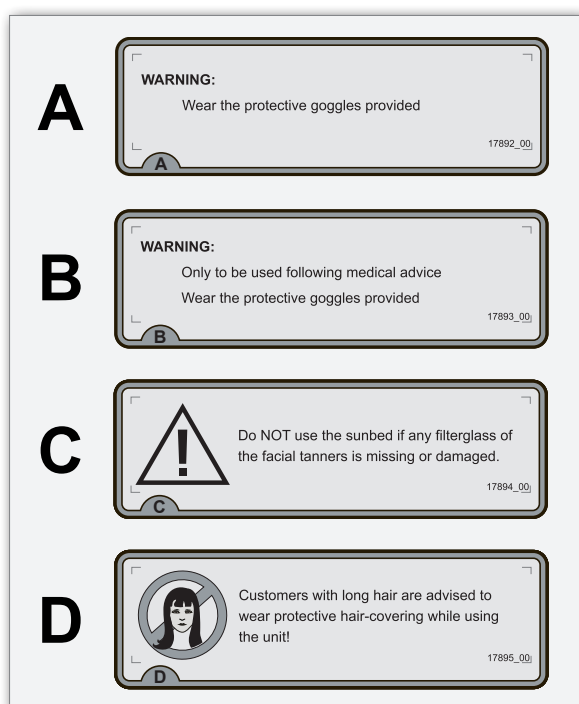 A
WARNING:
Wear the protective goggles provided
17892_00
A
B
WARNING:
Only to be used following medical advice
Wear the protective goggles provided
17893_00
B
C
Do NOT use the sunbed if any filterglass of
the facial tanners is missing or damaged.
17894_00
C
D
Customers with long hair are advised to
wear protective hair-covering while using
the unit!
17895_00
D